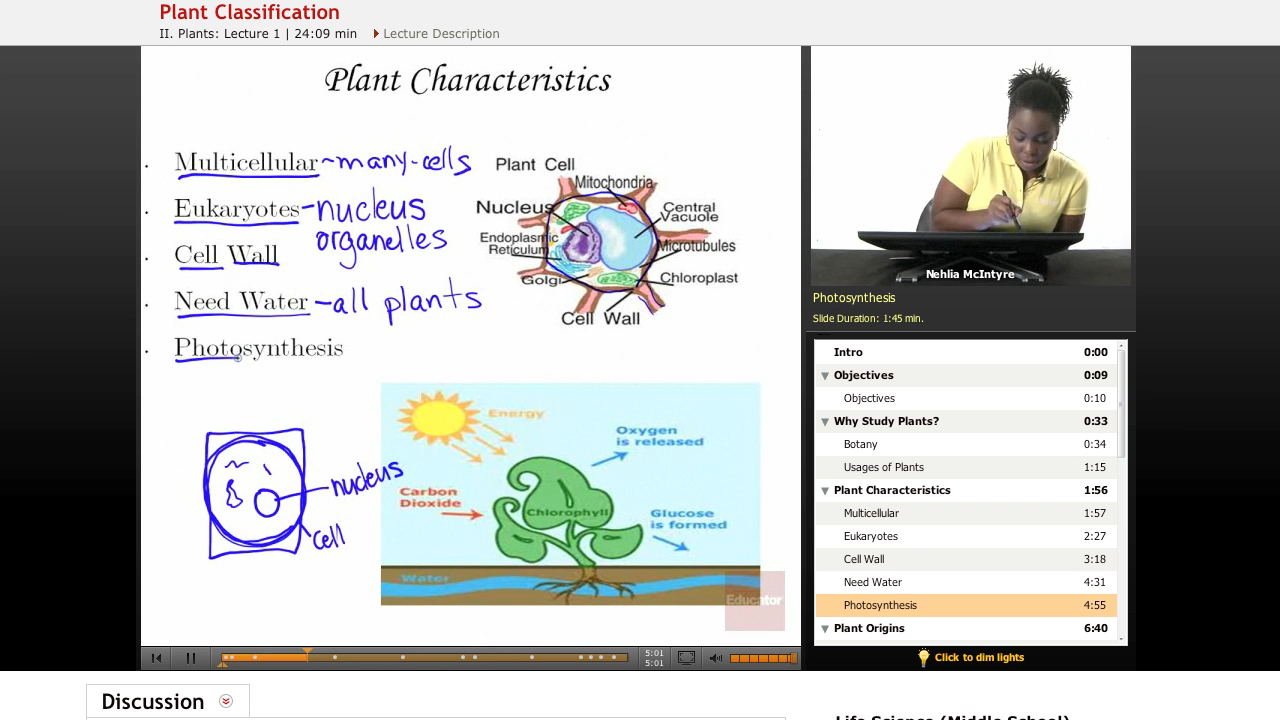 Plant Classification
II. Plants: Lecture 1 | 24:09 min
Lecture Description
Plant Characteristics
. Multicellular ~many-cells
. Eukaryotes -nucleus
organelles
. Cell Wall
. Need Water -all plants
. Photosynthesis
Plant Cell
Mitochondria
Nucleus
Central
Vacuole
Endoplasmic
Reticulum
Microtubules
Golgi
Chloroplast
Cell Wall
nucleus
cell
Energy
Oxygen
is released
Carbon
Dioxide
Chlorophyll
Glucose
is formed
Water
Educator
5:01
5:01
Nehlia McIntyre
Photosynthesis
Slide Duration: 1:45 min.
Intro 0:00
Objectives 0:09
Objectives 0:10
Why Study Plants? 0:33
Botany 0:34
Usages of Plants 1:15
Plant Characteristics 1:56
Multicellular 1:57
Eukaryotes 2:27
Cell Wall 3:18
Need Water 4:31
Photosynthesis 4:55
Plant Origins 6:40
Click to dim lights
Discussion
Life Science (Middle School)